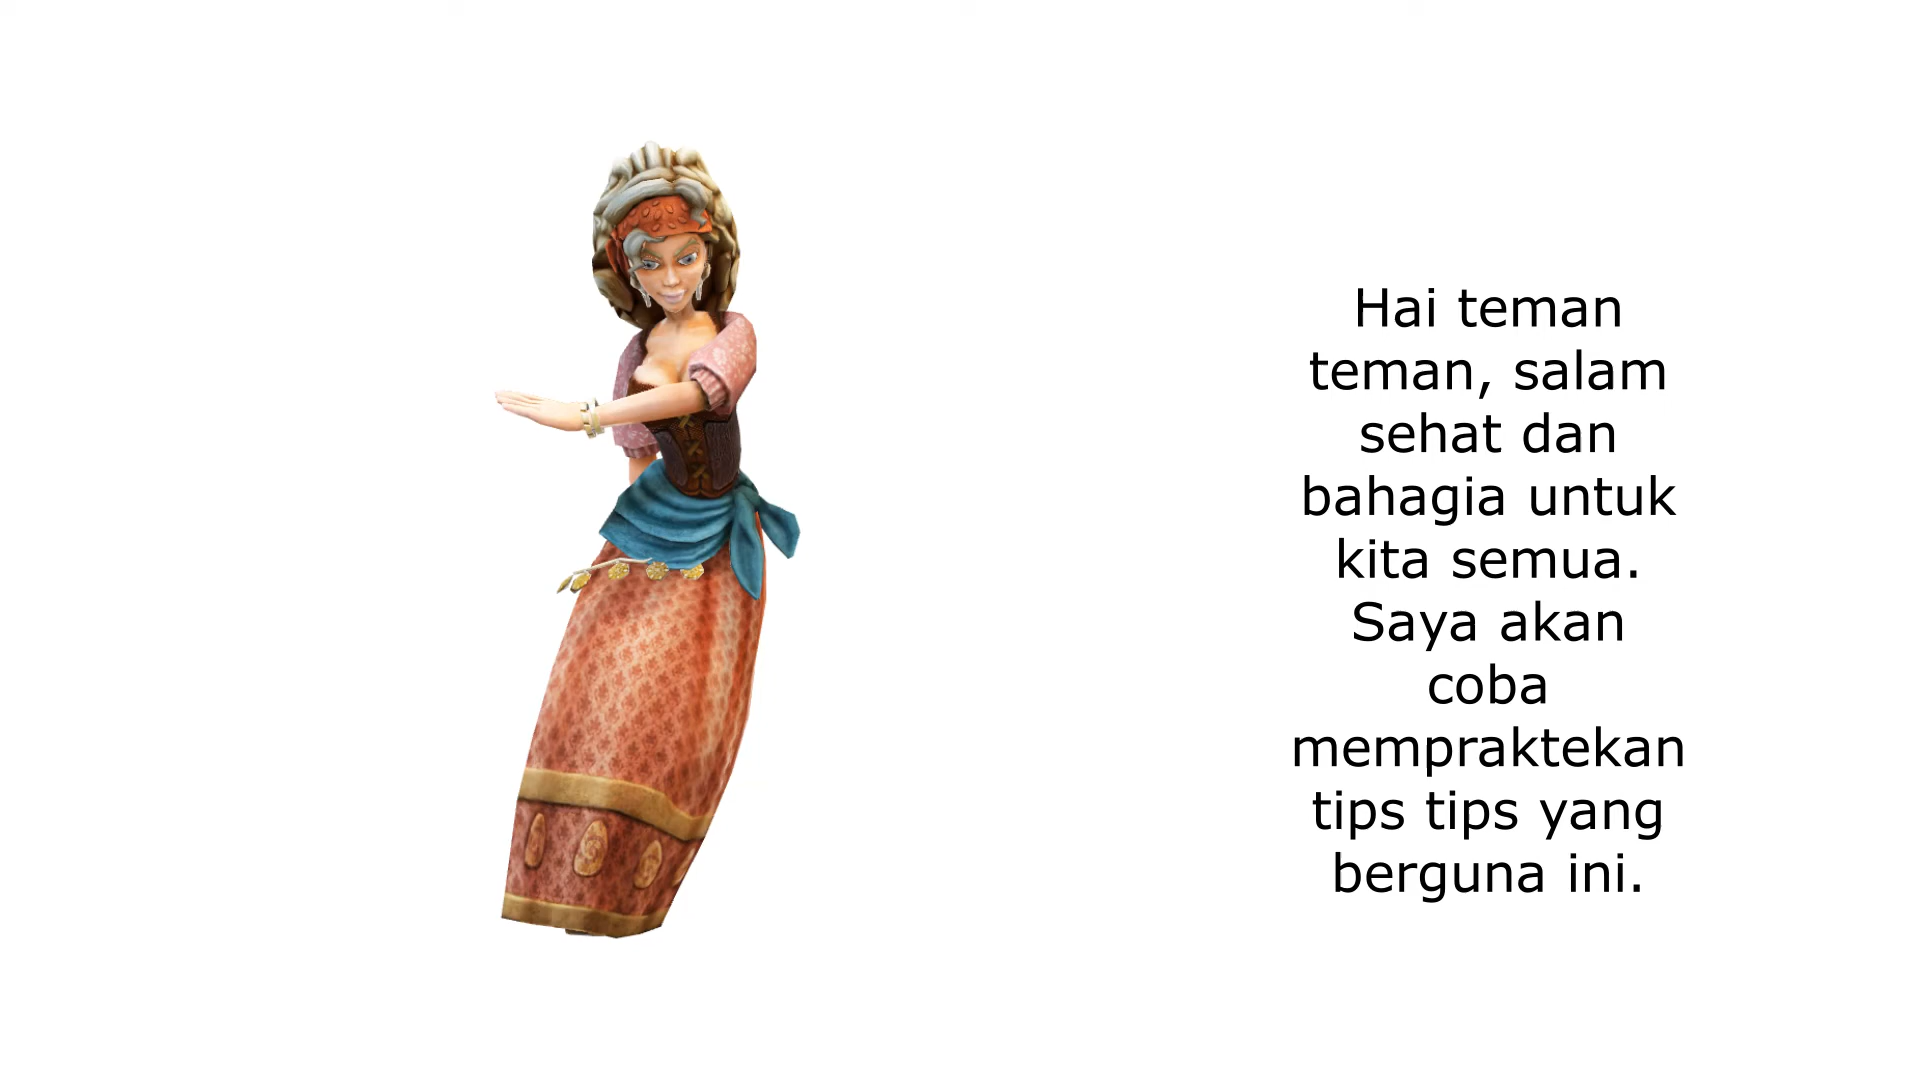 Hai teman
teman, salam
sehat dan
bahagia untuk
kita semua.
Saya akan
coba
mempraktekan
tips tips yang
berguna ini.